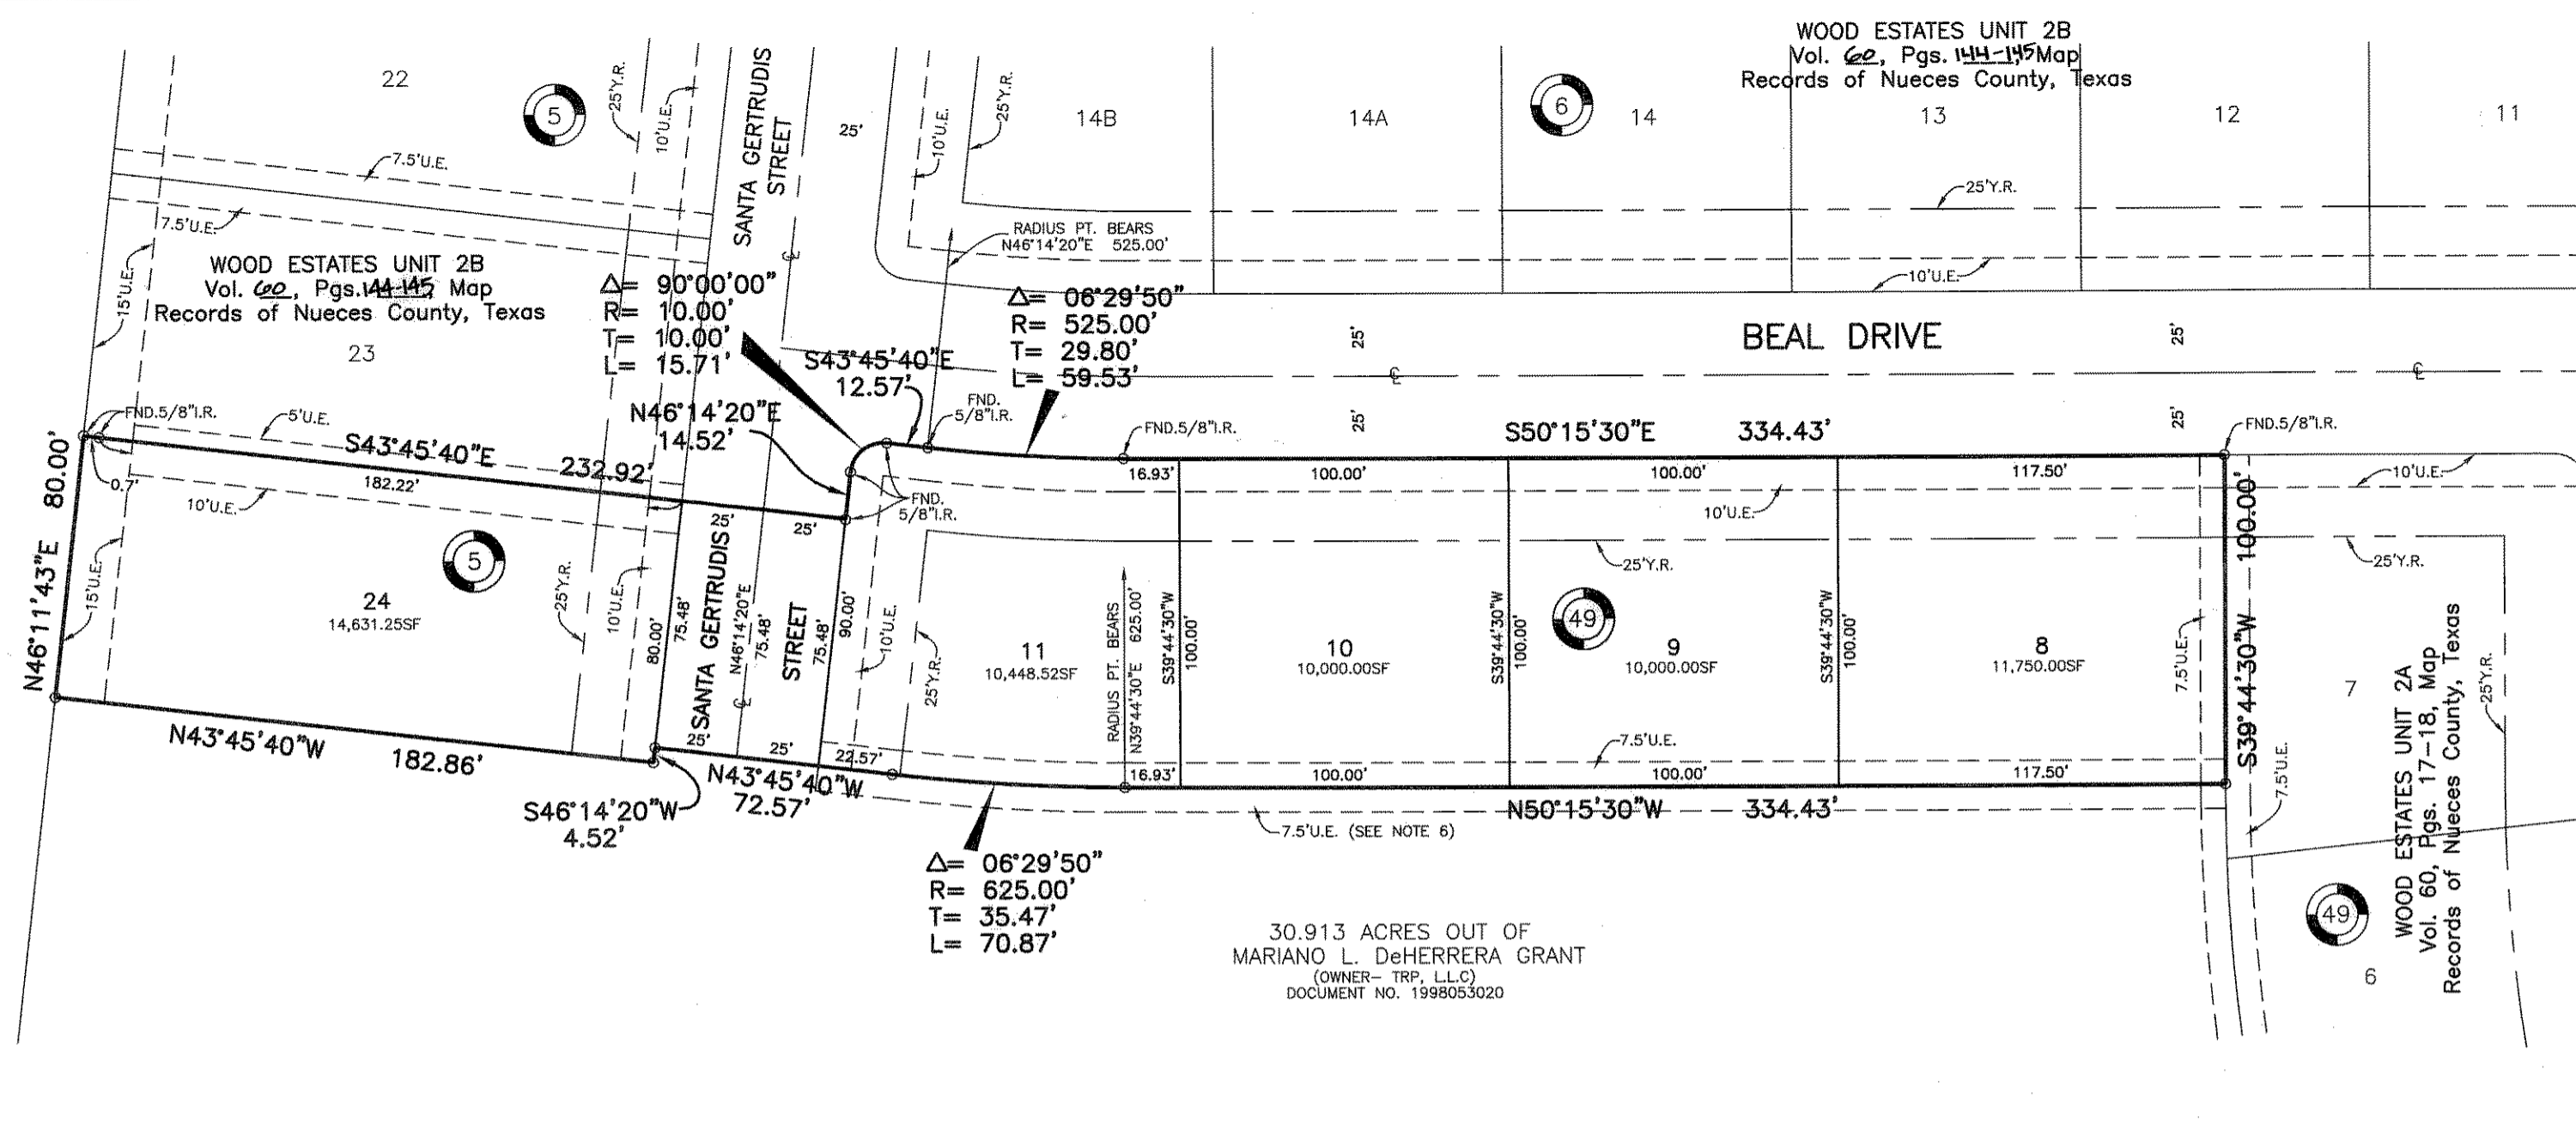 WOOD ESTATES UNIT 2B
Vol. 60, Pgs. 144-145 Map
Records of Nueces County, Texas
22
5
25'Y.R.
10'U.E.
SANTA GERTRUDIS
STREET
25'
10'U.E.
25'Y.R.
14B
14A
6
14
13
12
11
7.5'U.E.
7.5'U.E.
25'Y.R.
RADIUS PT. BEARS
N46°14'20"E 525.00'
10'U.E.
15'U.E.
WOOD ESTATES UNIT 2B
Vol. 60, Pgs. 144-145, Map
Records of Nueces County, Texas
23
Δ= 90°00'00"
R= 10.00'
T= 10.00'
L= 15.71'
Δ= 06°29'50"
R= 525.00'
T= 29.80'
L= 59.53'
S43°45'40"E
12.57'
BEAL DRIVE
25'
25'
25'
25'
N46°14'20"E
14.52'
FND.
5/8"I.R.
FND.5/8"I.R.
FND.5/8"I.R.
FND.5/8"I.R.
5'U.E.
S43°45'40"E
232.92'
182.22'
0.7'
10'U.E.
S50°15'30"E 334.43'
16.93'
100.00'
100.00'
117.50'
10'U.E.
10'U.E.
FND.
5/8"I.R.
25'
25'
N46°11'43"E 80.00'
15'U.E.
5
24
14,631.25SF
25'Y.R.
10'U.E.
80.00'
75.48'
SANTA GERTRUDIS
STREET
N46°14'20"E
75.48'
75.48'
90.00'
10'U.E.
25'Y.R.
11
10,448.52SF
RADIUS PT. BEARS
N39°44'30"E 625.00'
S39°44'30"W
100.00'
10
10,000.00SF
S39°44'30"W
100.00'
49
25'Y.R.
9
10,000.00SF
S39°44'30"W
100.00'
8
11,750.00SF
7.5'U.E.
S39°44'30"W 100.00'
25'Y.R.
7
25'Y.R.
WOOD ESTATES UNIT 2A
Vol. 60, Pgs. 17-18, Map
Records of Nueces County, Texas
7.5'U.E.
49
6
N43°45'40"W 182.86'
25'
25'
22.57'
N43°45'40"W
72.57'
S46°14'20"W
4.52'
16.93'
100.00'
7.5'U.E.
100.00'
117.50'
N50°15'30"W 334.43'
7.5'U.E. (SEE NOTE 6)
Δ= 06°29'50"
R= 625.00'
T= 35.47'
L= 70.87'
30.913 ACRES OUT OF
MARIANO L. DeHERRERA GRANT
(OWNER- TRP, L.L.C)
DOCUMENT NO. 1998053020